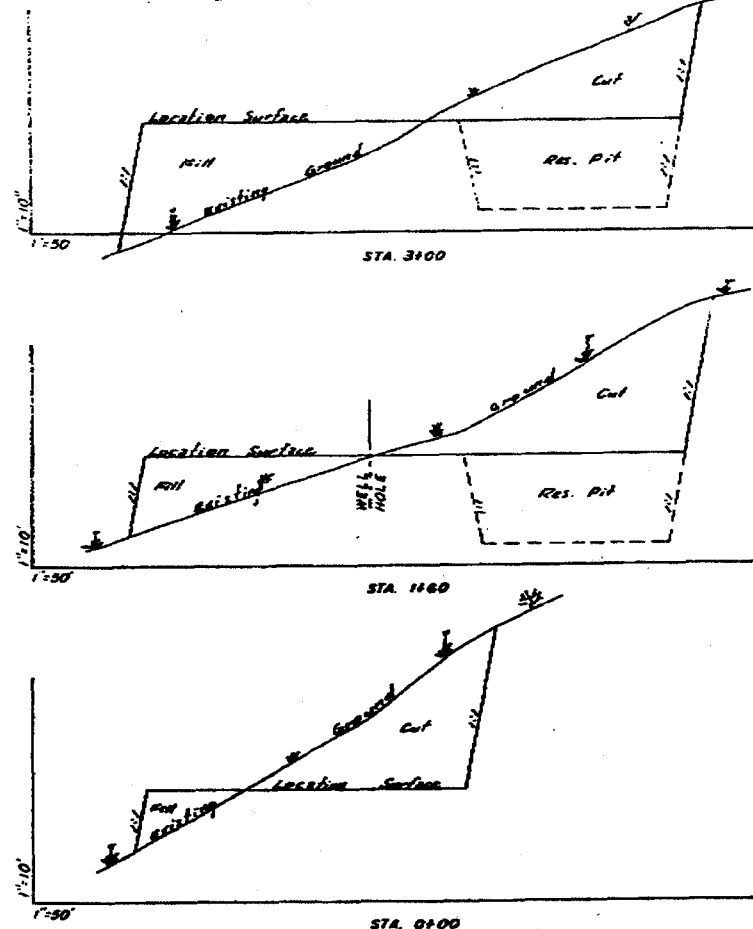 Cut
1:1
Location Surface
Fill
1:1
Existing Ground
1:1
Res. Pit
1:1
1"=10"
1"=50
STA. 3+00
Ground
Cut
1:1
Location Surface
Fill
1:1
Existing
WELL HOLE
1:1
Res. Pit
1:1
1"=10'
1"=50'
STA. 1+60
Ground
Cut
1:1
Location Surface
Fill
1:1
Existing
1"=10'
1"=50'
STA. 0+00